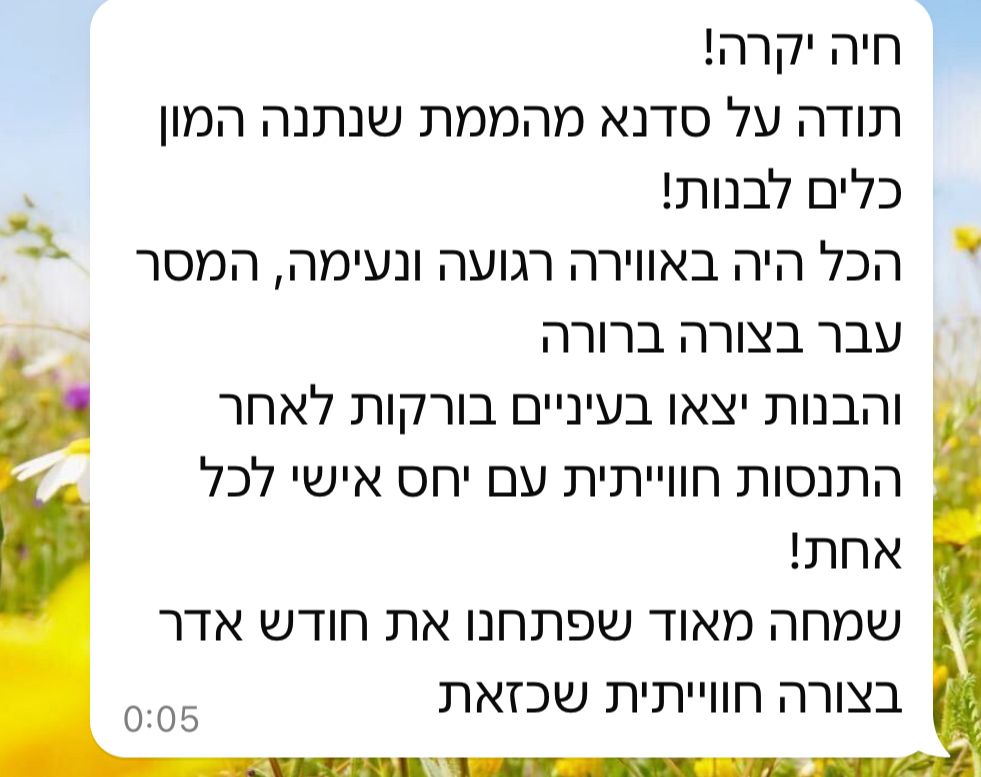 חיה יקרה!
תודה על סדנא מהממת שנתנה המון
כלים לבנות!
הכל היה באווירה רגועה ונעימה, המסר
עבר בצורה ברורה
והבנות יצאו בעיניים בורקות לאחר
התנסות חווייתית עם יחס אישי לכל
אחת!
שמחה מאוד שפתחנו את חודש אדר
בצורה חווייתית שכזאת
0:05